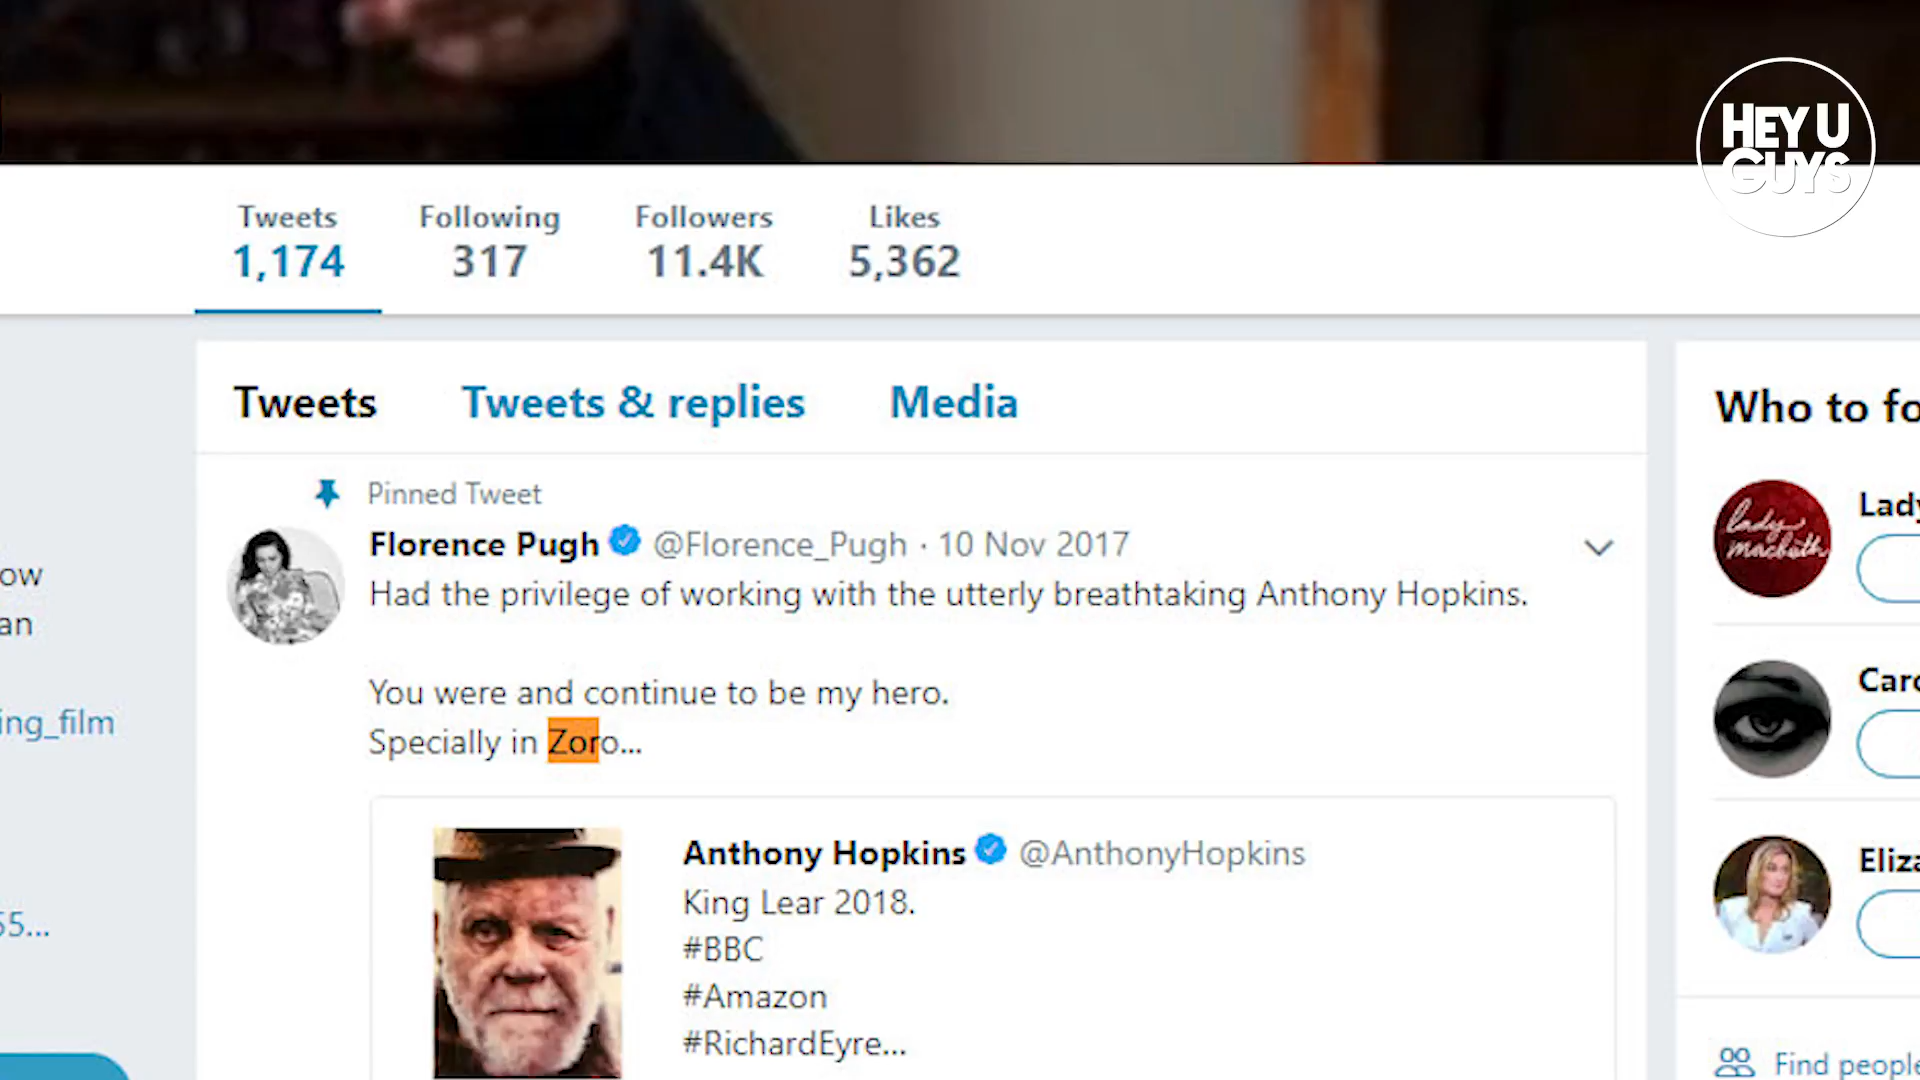 HEY U
GUYS
Tweets Following Followers Likes
1,174 317 11.4K 5,362
Tweets Tweets & replies Media
Pinned Tweet
Florence Pugh @Florence_Pugh · 10 Nov 2017
Had the privilege of working with the utterly breathtaking Anthony Hopkins.
You were and continue to be my hero.
Specially in Zoro...
Anthony Hopkins @AnthonyHopkins
King Lear 2018.
#BBC
#Amazon
#RichardEyre...
ow
an
ing_film
55...
Who to fo
lady
macbeth
Lady
Caro
Eliza
Find people